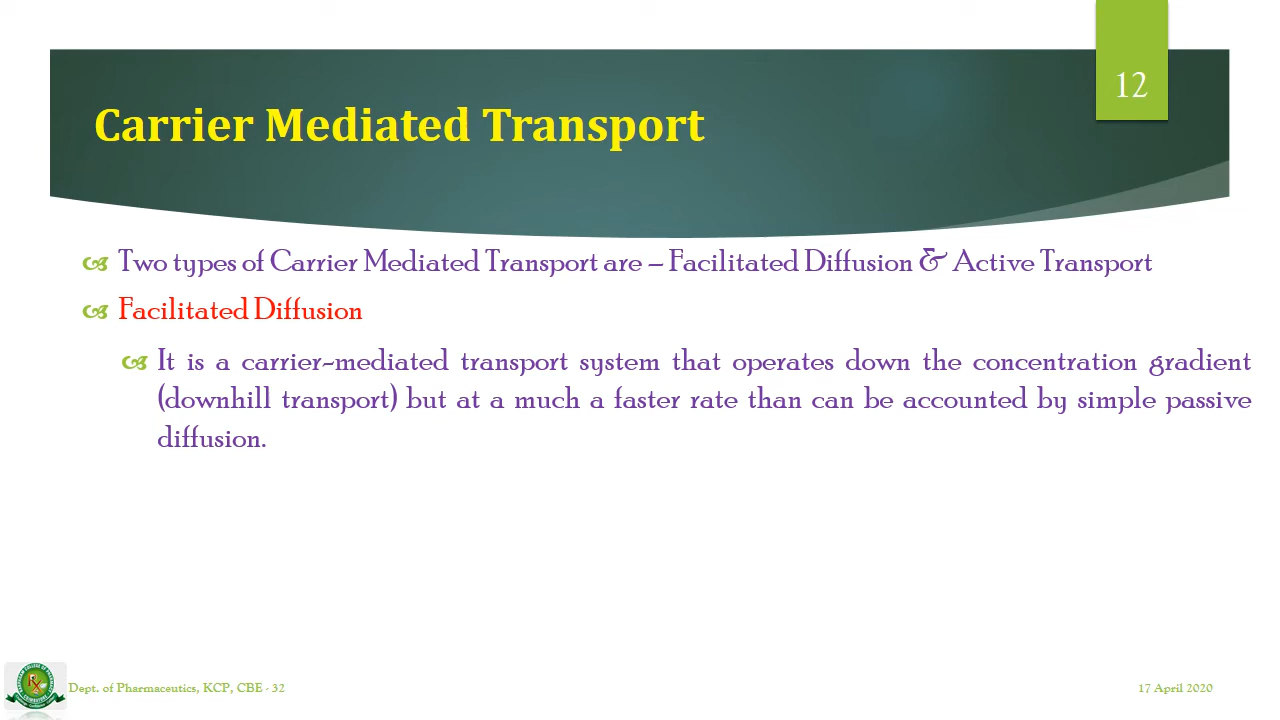 12
Carrier Mediated Transport
Two types of Carrier Mediated Transport are – Facilitated Diffusion & Active Transport
Facilitated Diffusion
It is a carrier-mediated transport system that operates down the concentration gradient
(downhill transport) but at a much a faster rate than can be accounted by simple passive
diffusion.
Dept. of Pharmaceutics, KCP, CBE - 32
17 April 2020